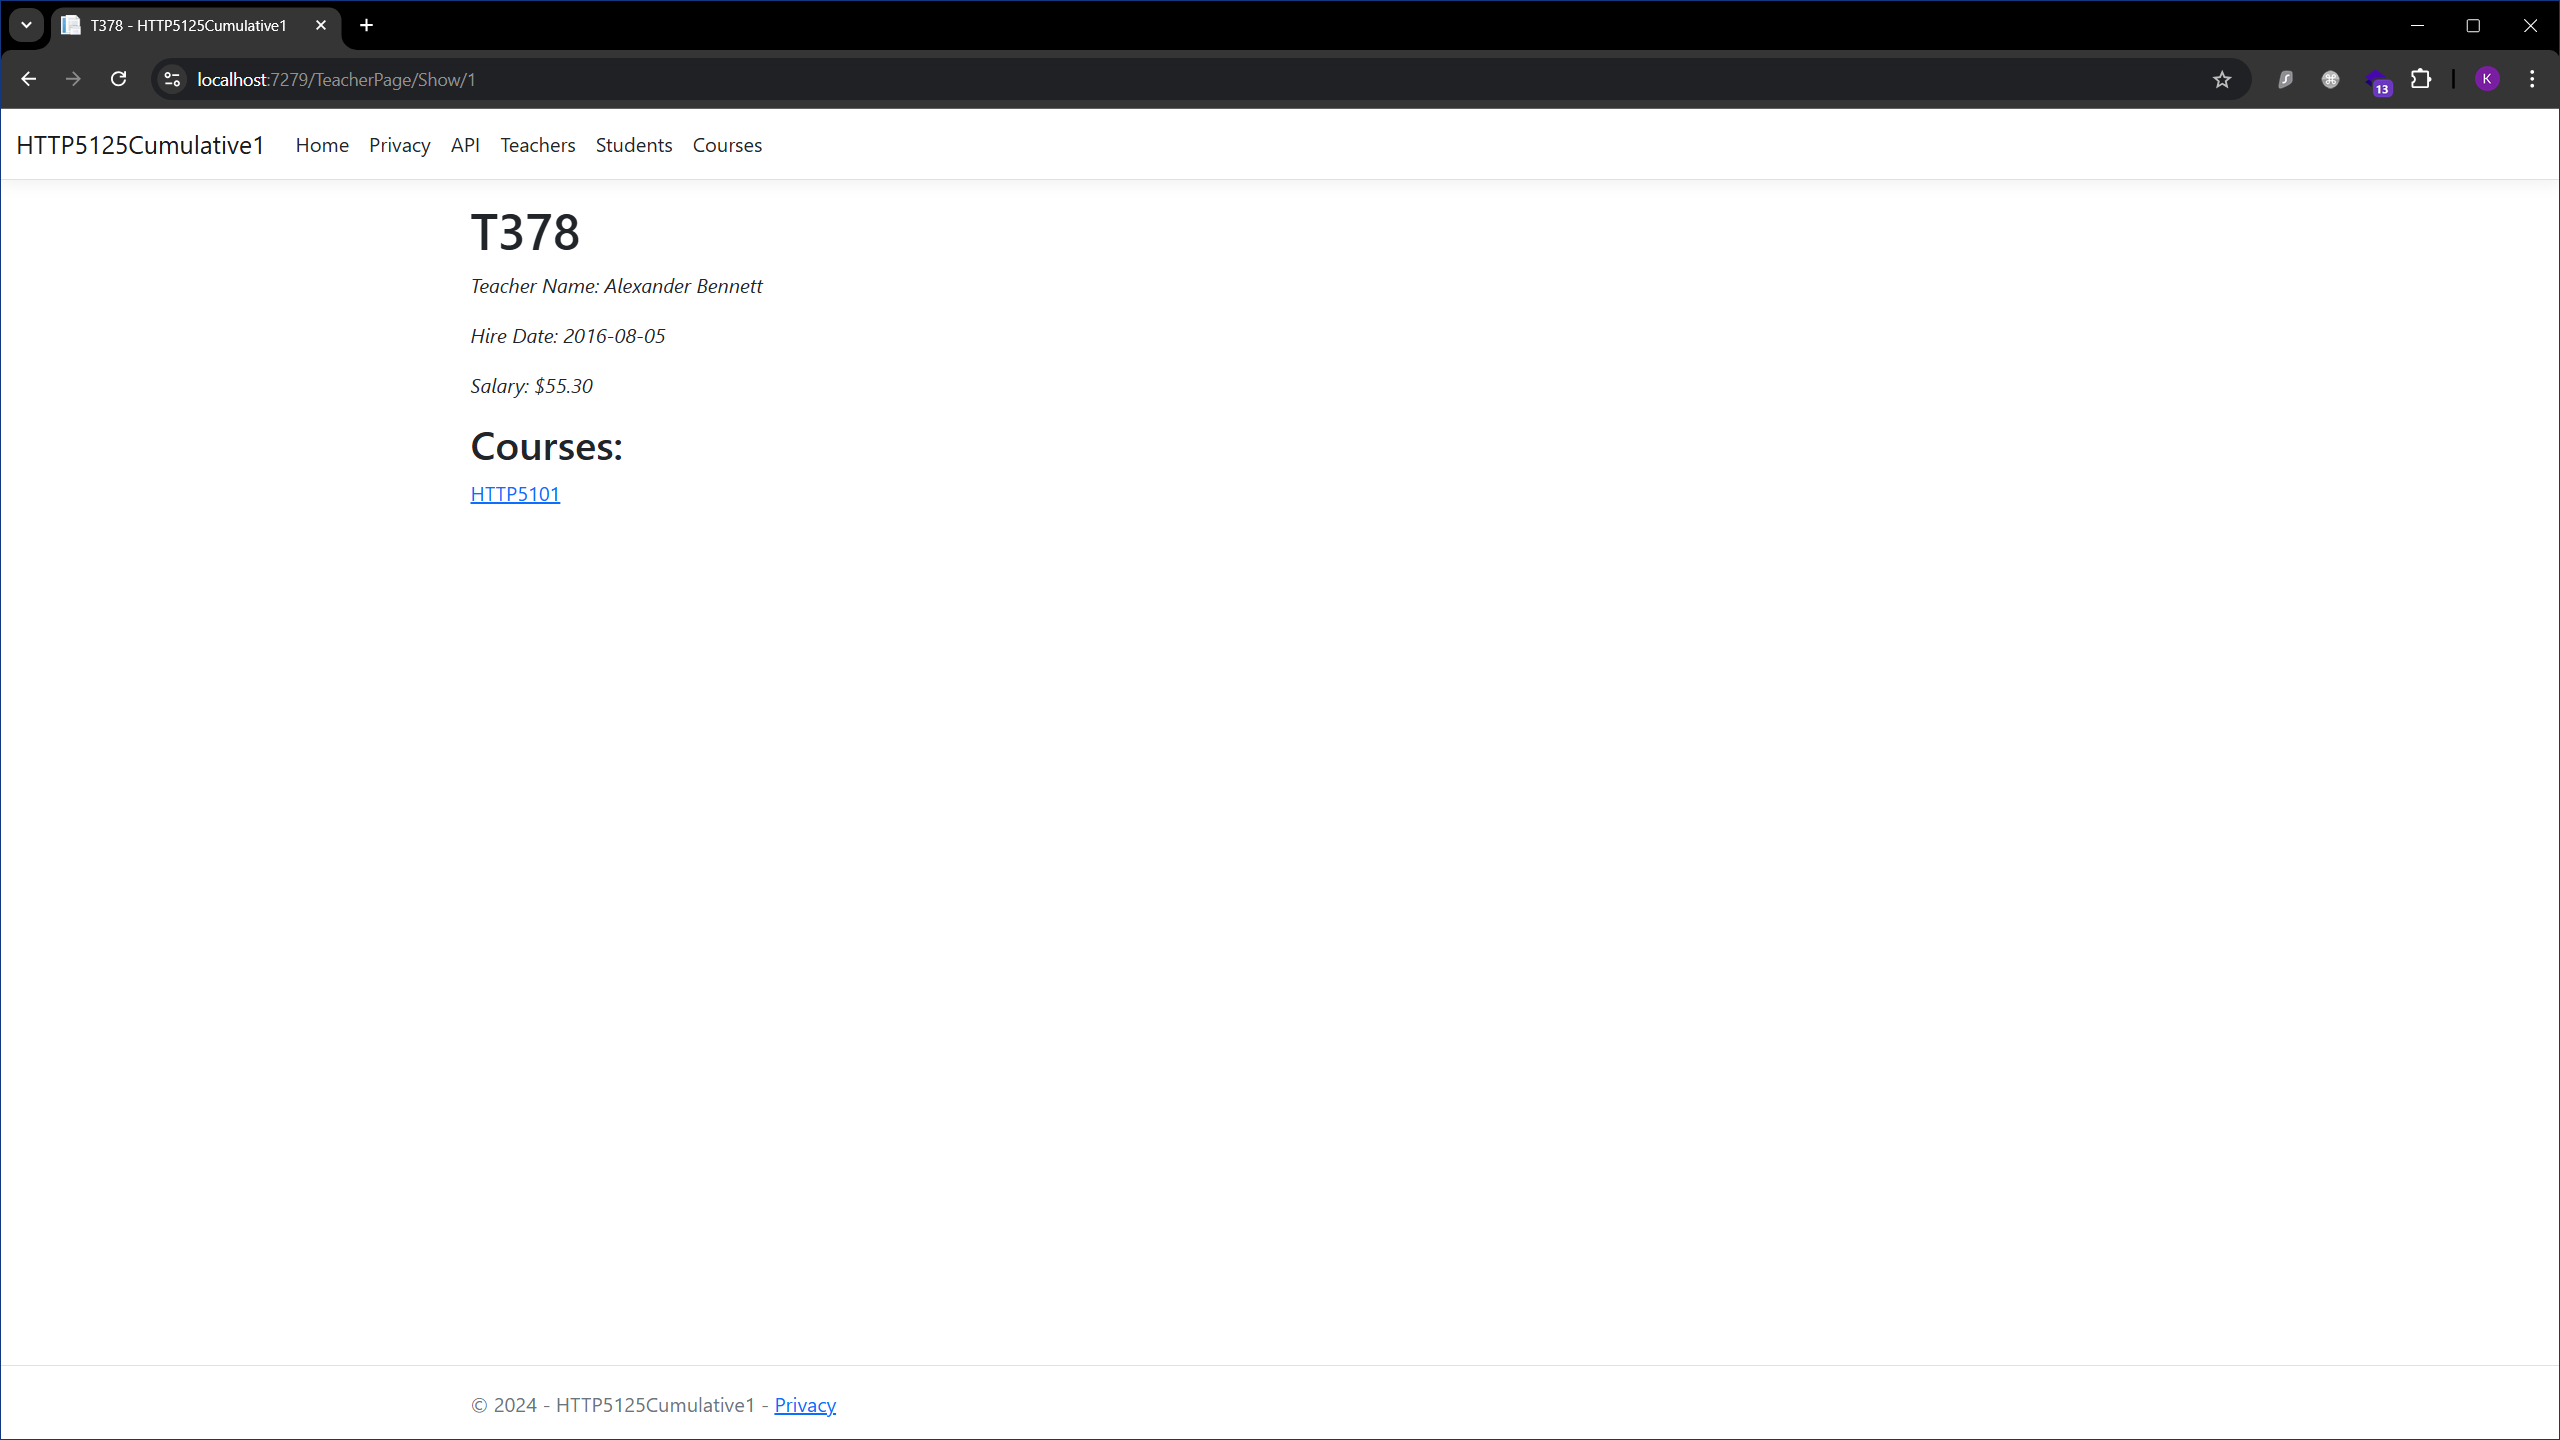 T378 - HTTP5125Cumulative1
localhost:7279/TeacherPage/Show/1
13
K
HTTP5125Cumulative1 Home Privacy API Teachers Students Courses
T378
Teacher Name: Alexander Bennett
Hire Date: 2016-08-05
Salary: $55.30
Courses:
HTTP5101
© 2024 - HTTP5125Cumulative1 - Privacy